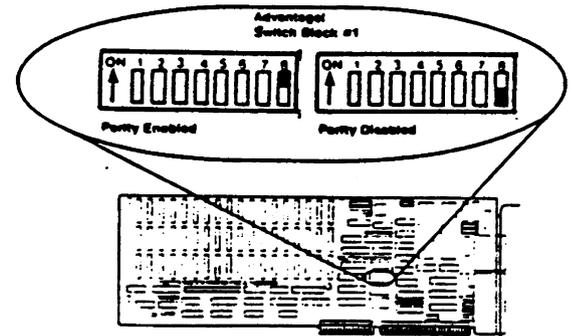 Advantage!
Switch Block #1
ON 1 2 3 4 5 6 7 8
ON 1 2 3 4 5 6 7 8
Parity Enabled
Parity Disabled